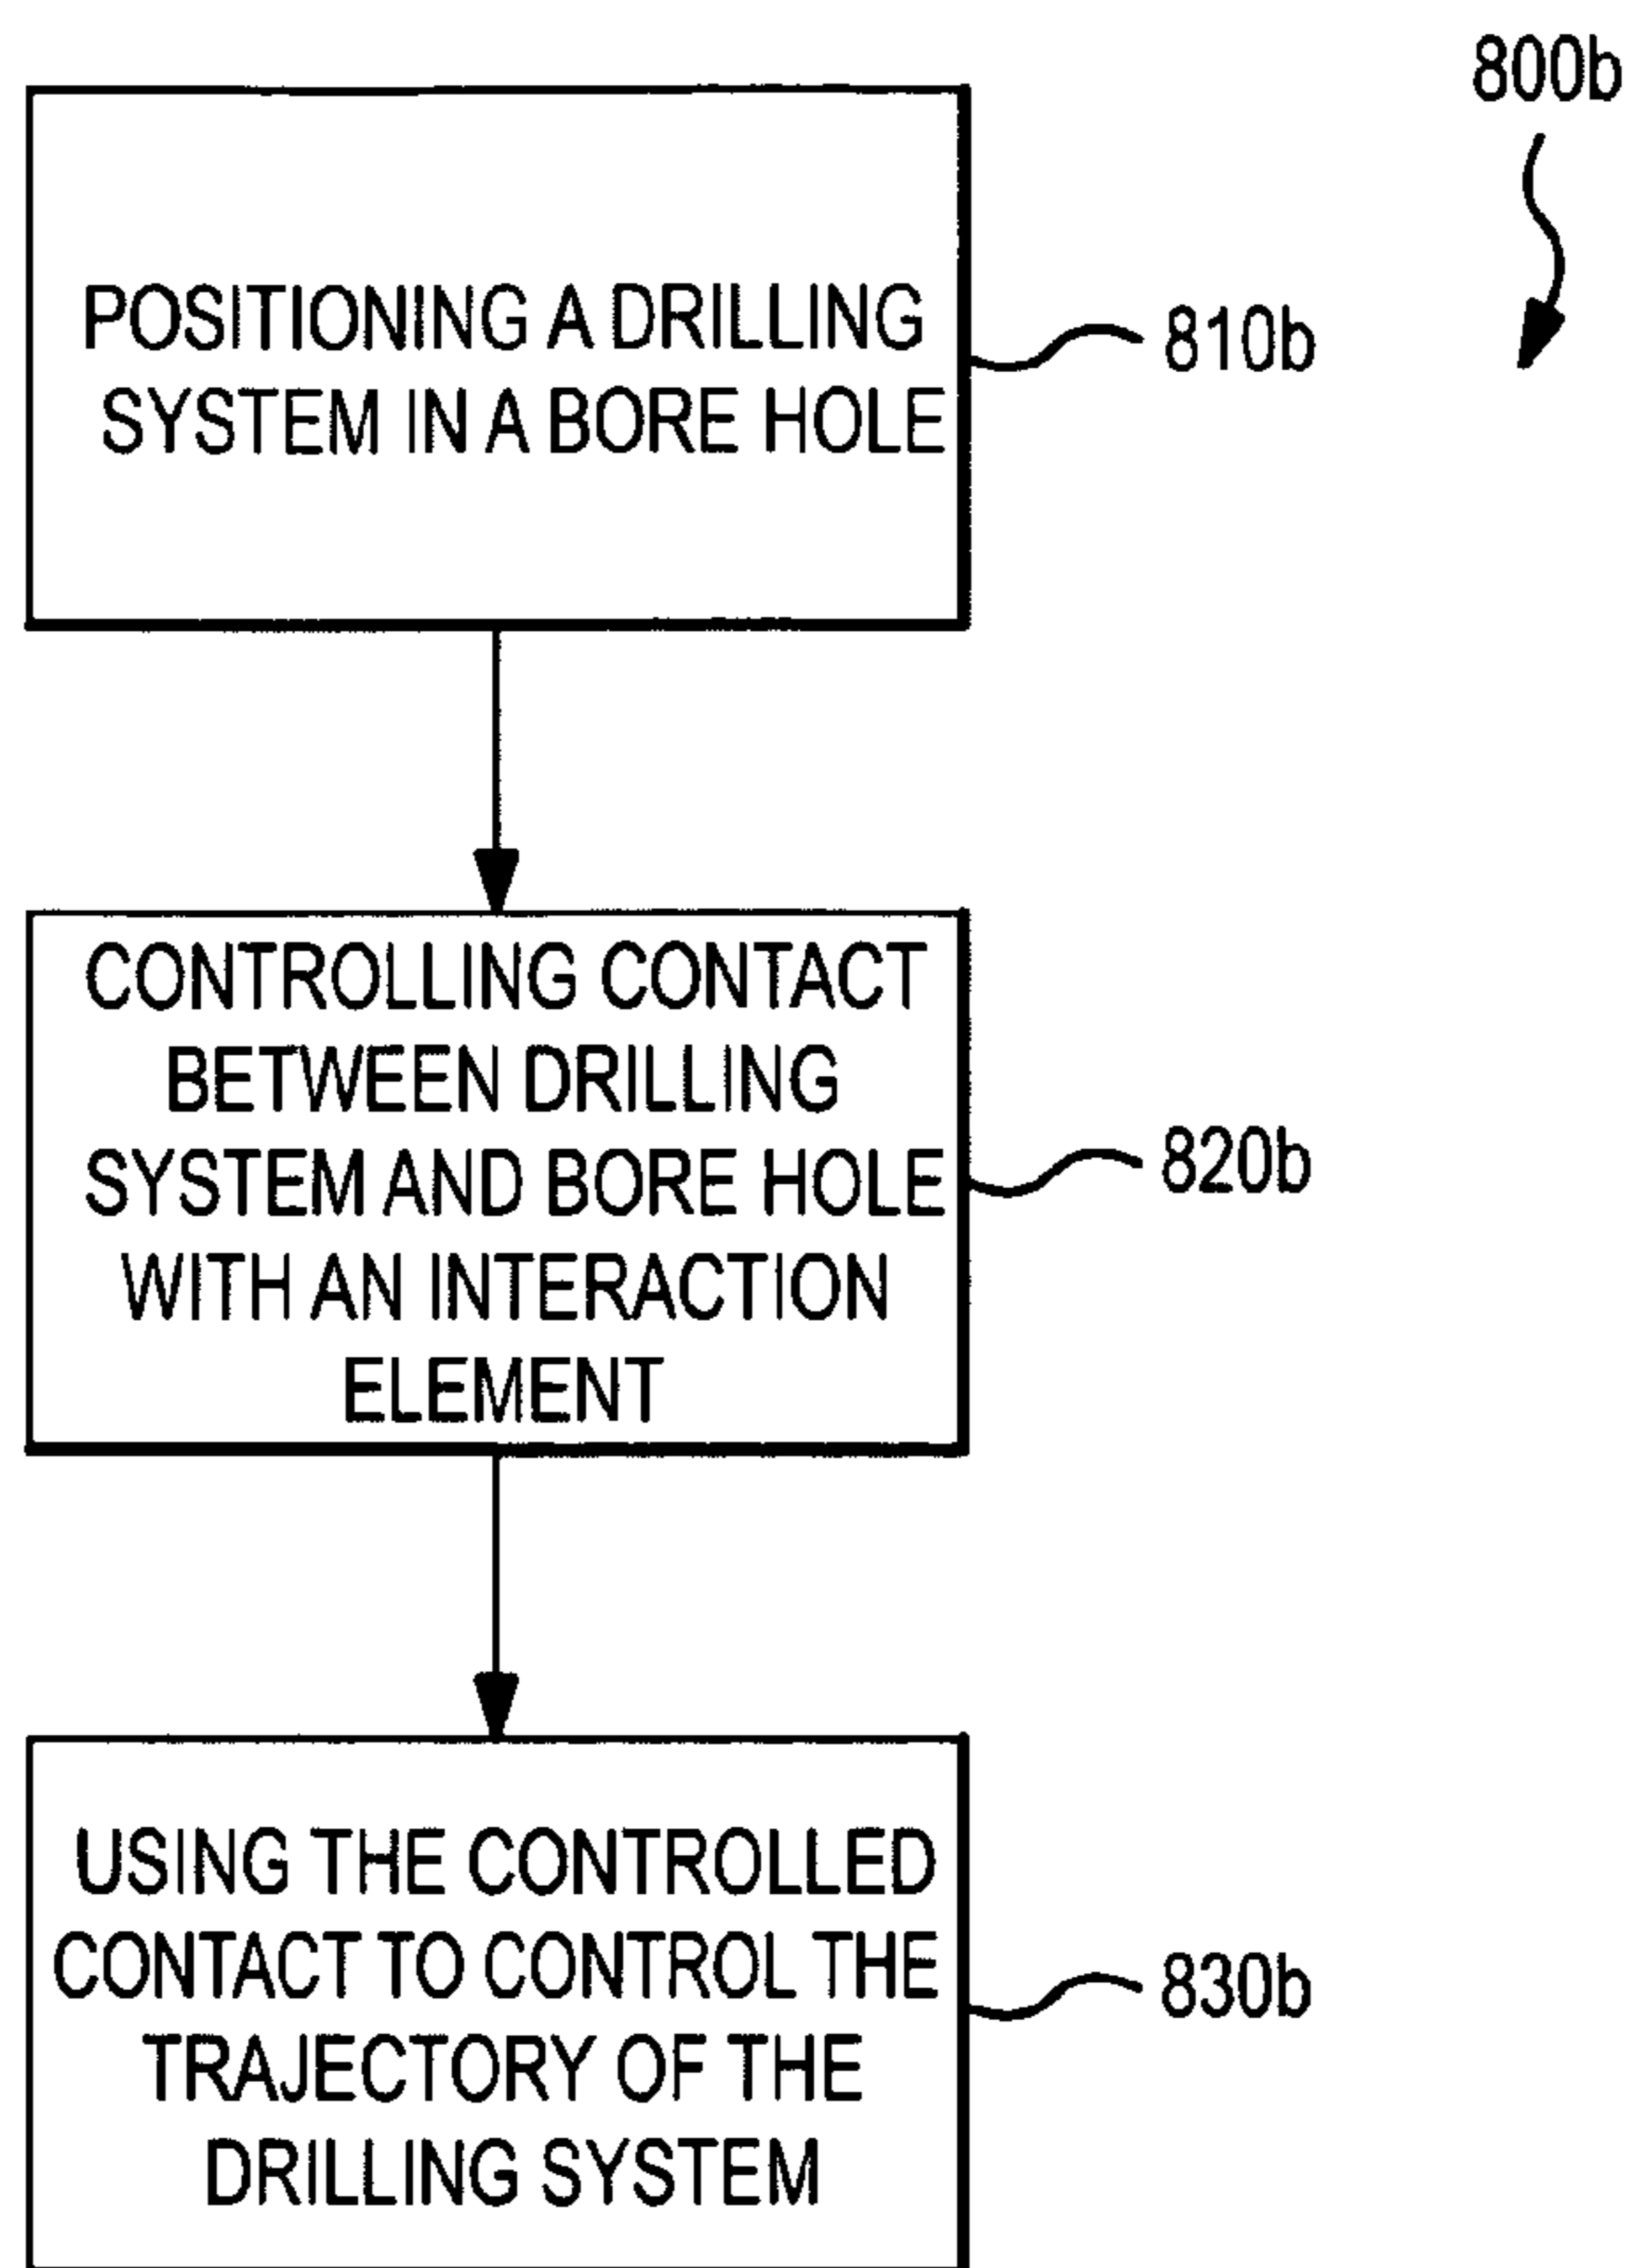 800b
POSITIONING A DRILLING
SYSTEM IN A BORE HOLE
810b
CONTROLLING CONTACT
BETWEEN DRILLING
SYSTEM AND BORE HOLE
WITH AN INTERACTION
ELEMENT
820b
USING THE CONTROLLED
CONTACT TO CONTROL THE
TRAJECTORY OF THE
DRILLING SYSTEM
830b